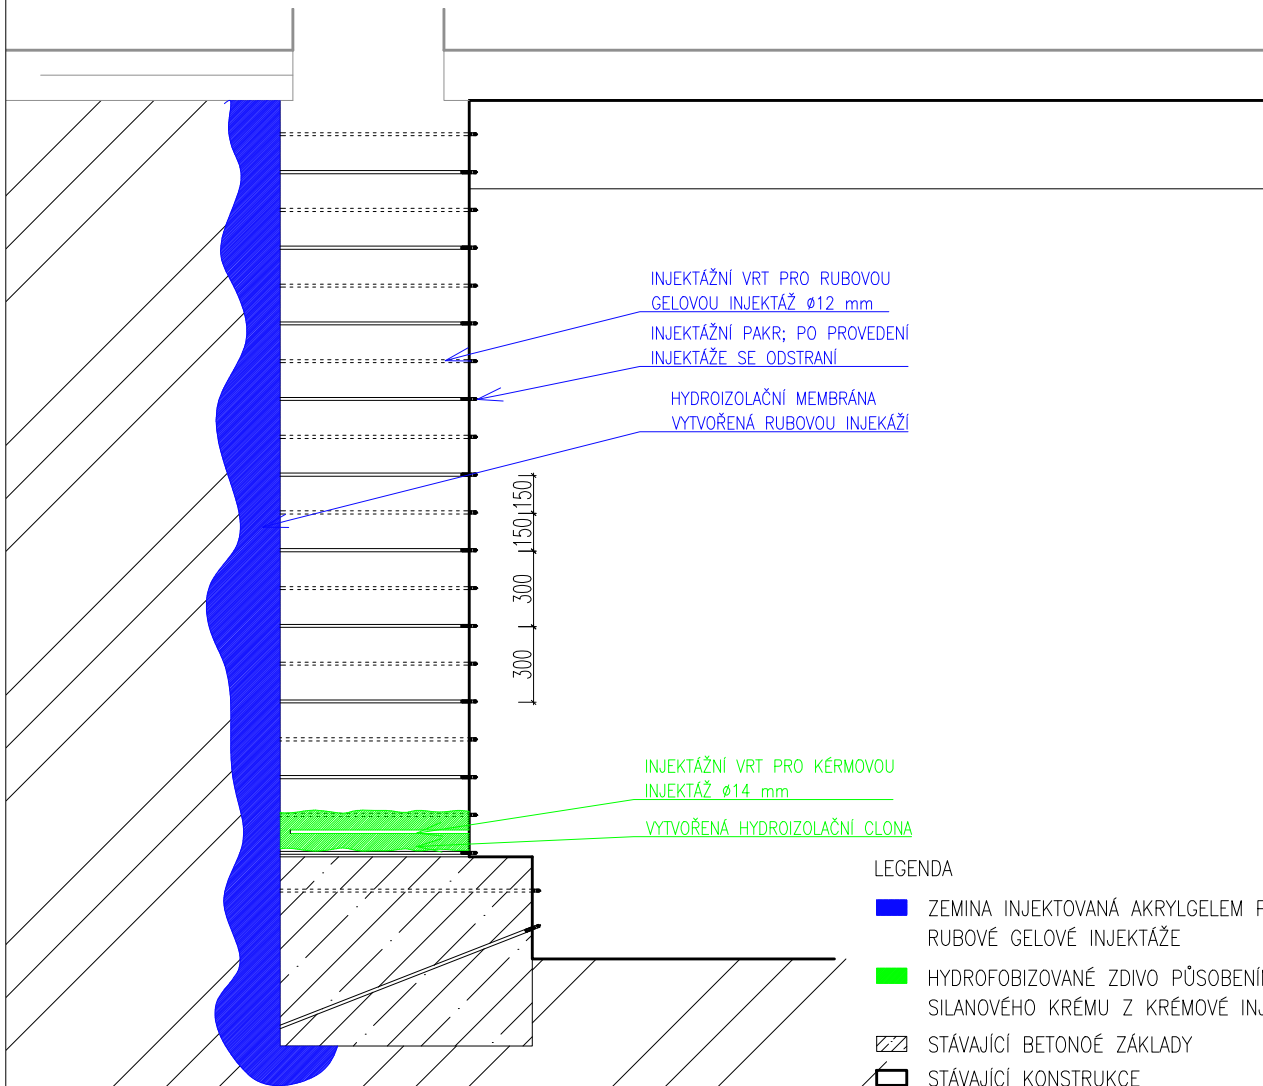 INJEKTÁŽNÍ VRT PRO RUBOVOU
GELOVOU INJEKTÁŽ ø12 mm
INJEKTÁŽNÍ PAKR; PO PROVEDENÍ
INJEKTÁŽE SE ODSTRANÍ
HYDROIZOLAČNÍ MEMBRÁNA
VYTVOŘENÁ RUBOVOU INJEKÁŽÍ
150
150
300
300
INJEKTÁŽNÍ VRT PRO KÉRMOVOU
INJEKTÁŽ ø14 mm
VYTVOŘENÁ HYDROIZOLAČNÍ CLONA
LEGENDA
ZEMINA INJEKTOVANÁ AKRYLGELEM
RUBOVÉ GELOVÉ INJEKTÁŽE
HYDROFOBIZOVANÉ ZDIVO PŮSOBENÍ
SILANOVÉHO KRÉMU Z KRÉMOVÉ INJ
STÁVAJÍCÍ BETONOÉ ZÁKLADY
STÁVAJÍCÍ KONSTRUKCE